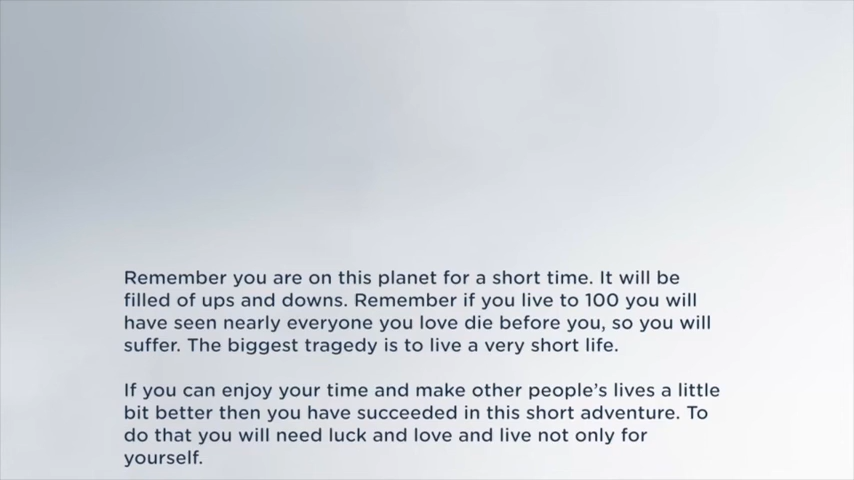 Remember you are on this planet for a short time. It will be
filled of ups and downs. Remember if you live to 100 you will
have seen nearly everyone you love die before you, so you will
suffer. The biggest tragedy is to live a very short life.
If you can enjoy your time and make other people’s lives a little
bit better then you have succeeded in this short adventure. To
do that you will need luck and love and live not only for
yourself.